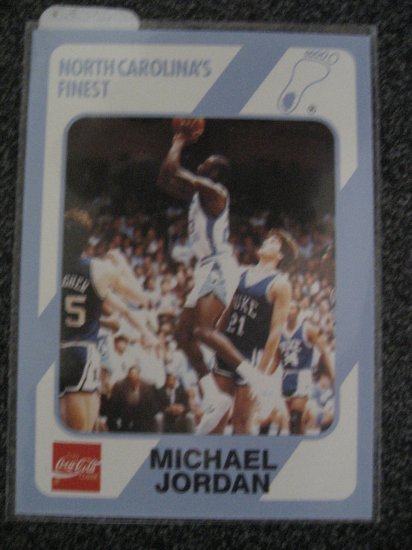 NORTH CAROLINA'S
FINEST
®
5
DUKE
21
Coca-Cola
MICHAEL
JORDAN